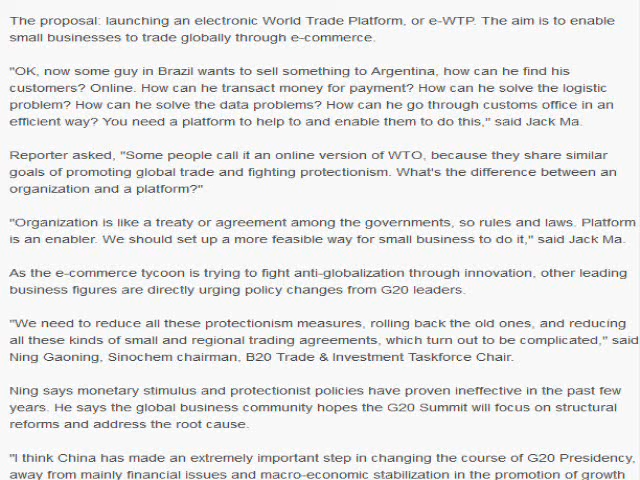 The proposal: launching an electronic World Trade Platform, or e-WTP. The aim is to enable
small businesses to trade globally through e-commerce.
"OK, now some guy in Brazil wants to sell something to Argentina, how can he find his
customers? Online. How can he transact money for payment? How can he solve the logistic
problem? How can he solve the data problems? How can he go through customs office in an
efficient way? You need a platform to help to and enable them to do this," said Jack Ma.
Reporter asked, "Some people call it an online version of WTO, because they share similar
goals of promoting global trade and fighting protectionism. What's the difference between an
organization and a platform?"
"Organization is like a treaty or agreement among the governments, so rules and laws. Platform
is an enabler. We should set up a more feasible way for small business to do it," said Jack Ma.
As the e-commerce tycoon is trying to fight anti-globalization through innovation, other leading
business figures are directly urging policy changes from G20 leaders.
"We need to reduce all these protectionism measures, rolling back the old ones, and reducing
all these kinds of small and regional trading agreements, which turn out to be complicated," said
Ning Gaoning, Sinochem chairman, B20 Trade & Investment Taskforce Chair.
Ning says monetary stimulus and protectionist policies have proven ineffective in the past few
years. He says the global business community hopes the G20 Summit will focus on structural
reforms and address the root cause.
"I think China has made an extremely important step in changing the course of G20 Presidency,
away from mainly financial issues and macro-economic stabilization in the promotion of growth